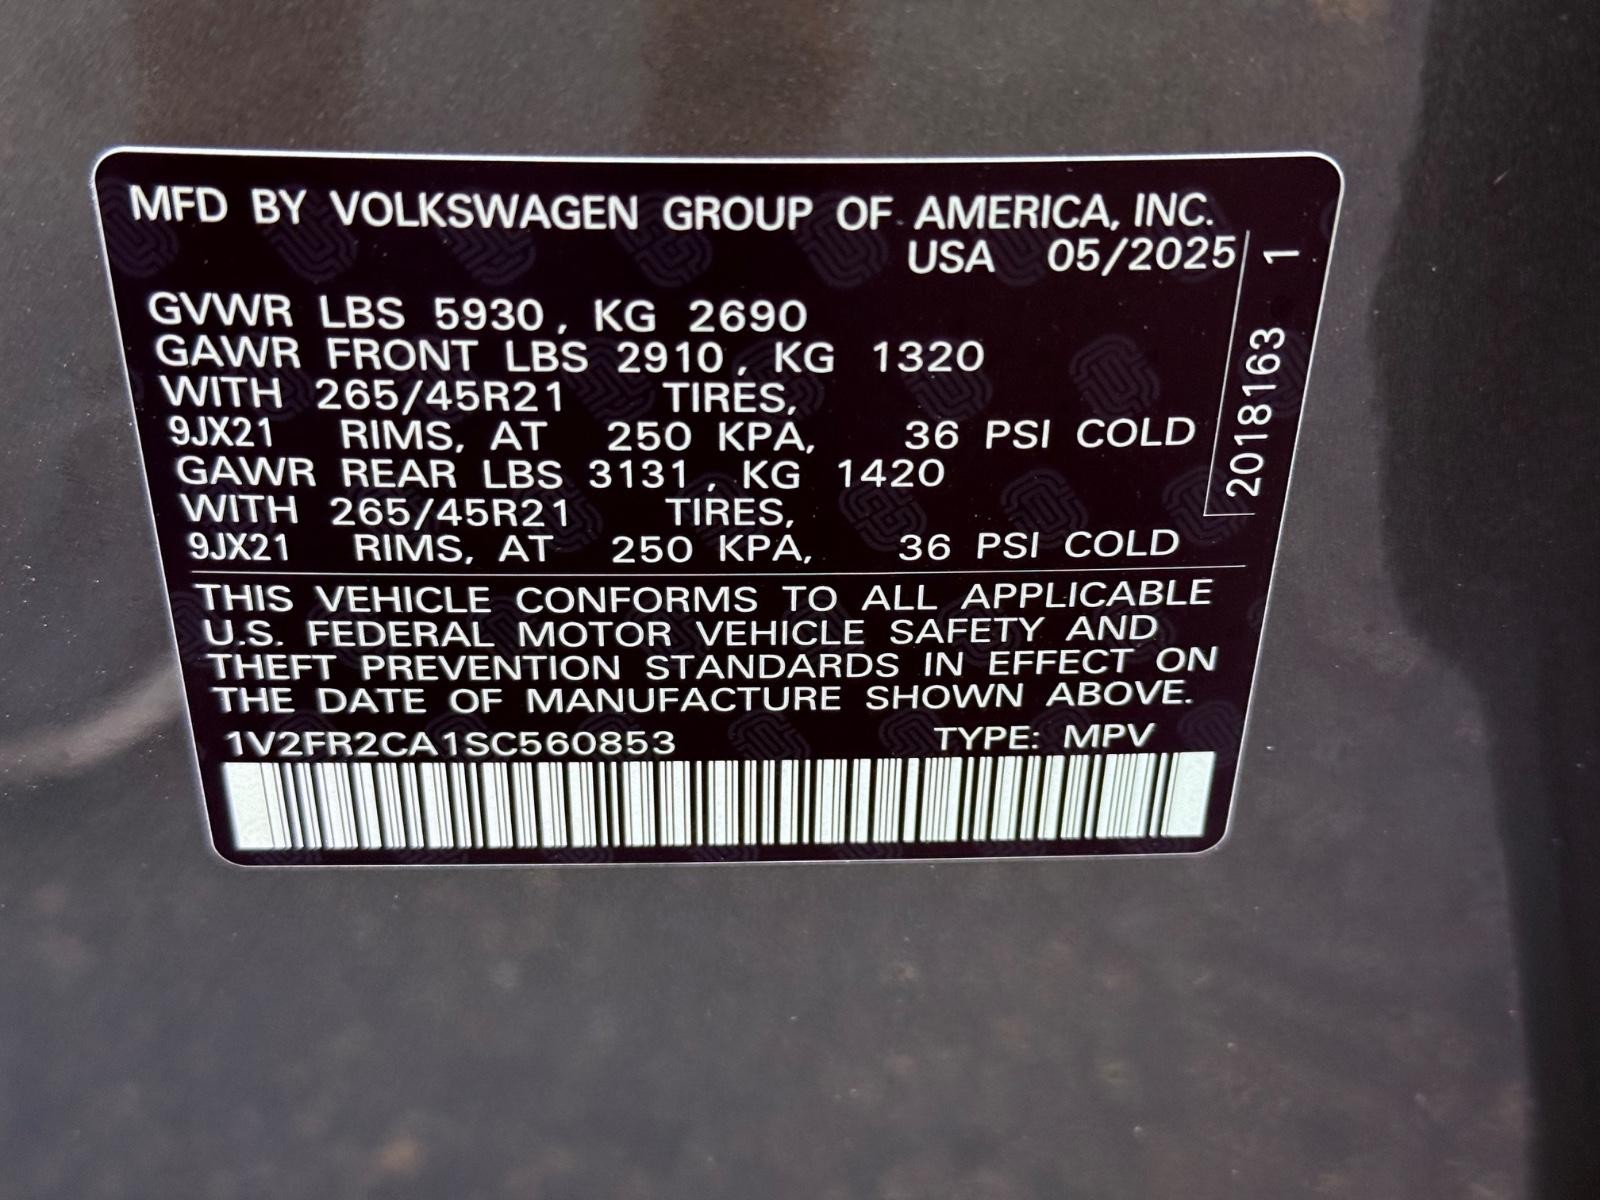 MFD BY VOLKSWAGEN GROUP OF AMERICA, INC.
USA 05/2025
GVWR LBS 5930, KG 2690
GAWR FRONT LBS 2910, KG 1320
WITH 265/45R21 TIRES,
9JX21 RIMS, AT 250 KPA, 36 PSI COLD
GAWR REAR LBS 3131, KG 1420
WITH 265/45R21 TIRES,
9JX21 RIMS, AT 250 KPA, 36 PSI COLD
2018163 1
THIS VEHICLE CONFORMS TO ALL APPLICABLE
U.S. FEDERAL MOTOR VEHICLE SAFETY AND
THEFT PREVENTION STANDARDS IN EFFECT ON
THE DATE OF MANUFACTURE SHOWN ABOVE.
1V2FR2CA1SC560853 TYPE: MPV